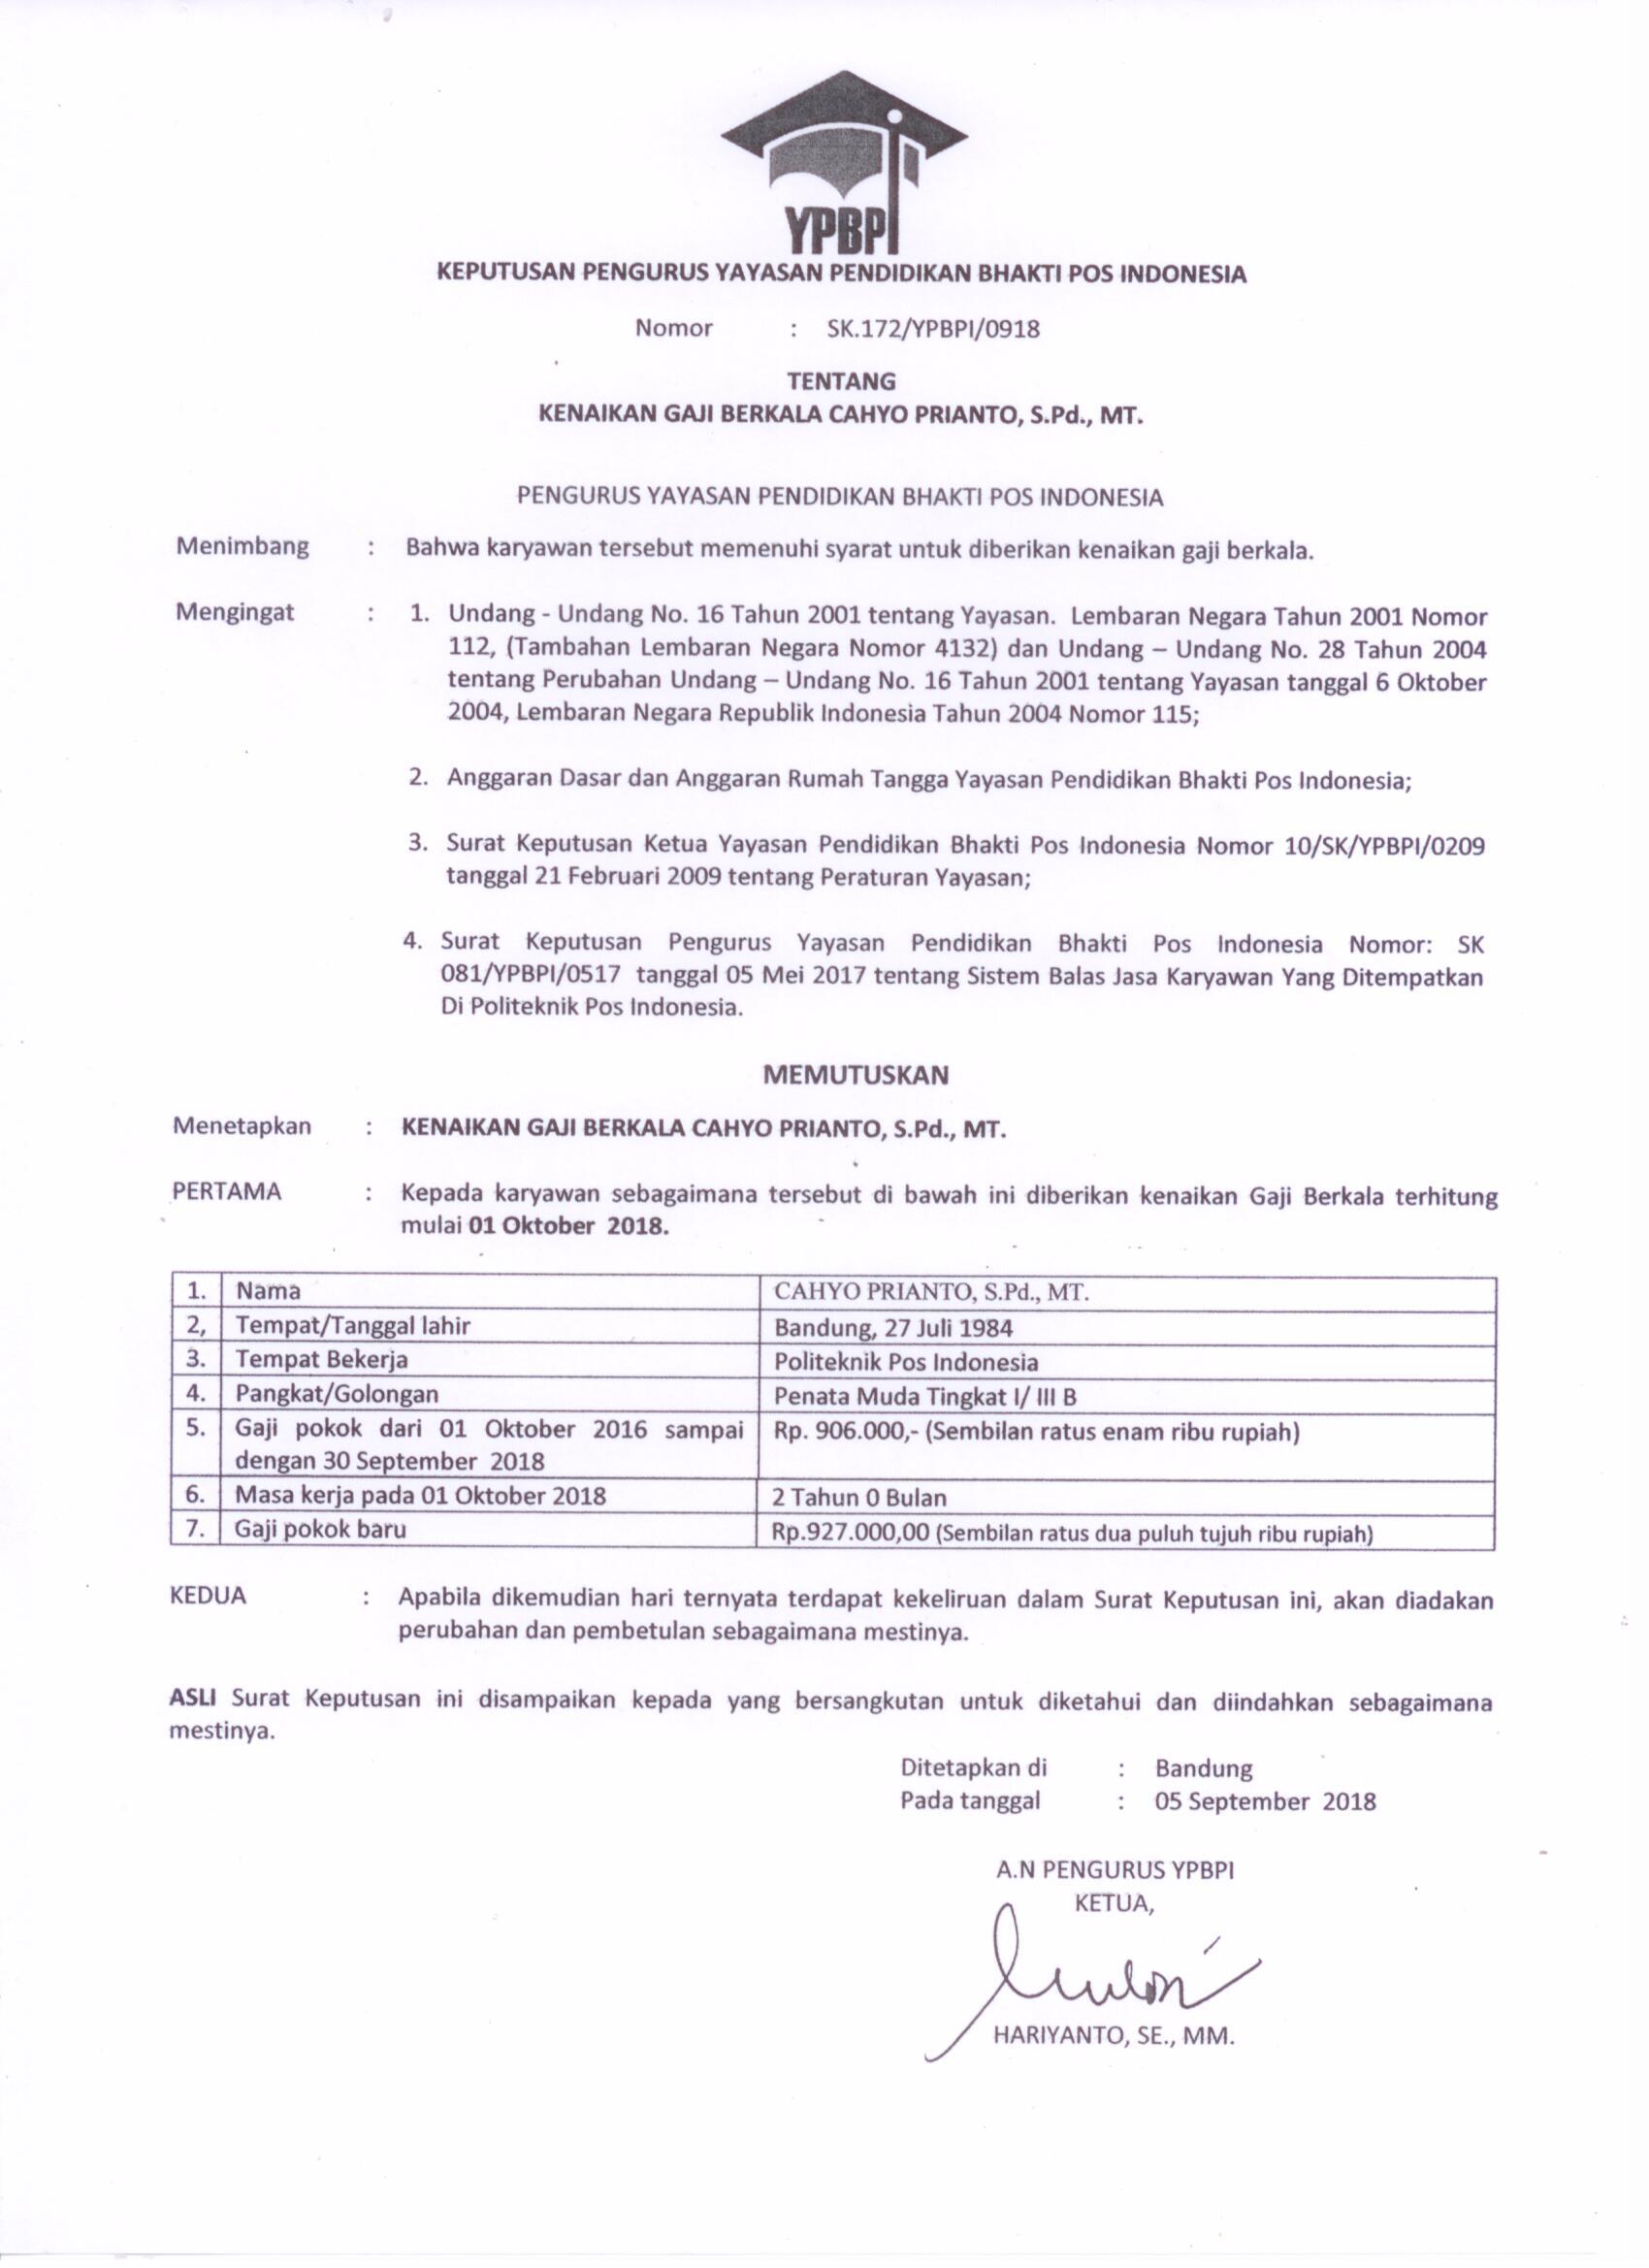 YPBPI
KEPUTUSAN PENGURUS YAYASAN PENDIDIKAN BHAKTI POS INDONESIA
Nomor : SK.172/YPBPI/0918
TENTANG
KENAIKAN GAJI BERKALA CAHYO PRIANTO, S.Pd., MT.
PENGURUS YAYASAN PENDIDIKAN BHAKTI POS INDONESIA
Menimbang : Bahwa karyawan tersebut memenuhi syarat untuk diberikan kenaikan gaji berkala.
Mengingat : 1. Undang - Undang No. 16 Tahun 2001 tentang Yayasan. Lembaran Negara Tahun 2001 Nomor
112, (Tambahan Lembaran Negara Nomor 4132) dan Undang – Undang No. 28 Tahun 2004
tentang Perubahan Undang – Undang No. 16 Tahun 2001 tentang Yayasan tanggal 6 Oktober
2004, Lembaran Negara Republik Indonesia Tahun 2004 Nomor 115;
2. Anggaran Dasar dan Anggaran Rumah Tangga Yayasan Pendidikan Bhakti Pos Indonesia;
3. Surat Keputusan Ketua Yayasan Pendidikan Bhakti Pos Indonesia Nomor 10/SK/YPBPI/0209
tanggal 21 Februari 2009 tentang Peraturan Yayasan;
4. Surat Keputusan Pengurus Yayasan Pendidikan Bhakti Pos Indonesia Nomor: SK
081/YPBPI/0517 tanggal 05 Mei 2017 tentang Sistem Balas Jasa Karyawan Yang Ditempatkan
Di Politeknik Pos Indonesia.
MEMUTUSKAN
Menetapkan : KENAIKAN GAJI BERKALA CAHYO PRIANTO, S.Pd., MT.
PERTAMA : Kepada karyawan sebagaimana tersebut di bawah ini diberikan kenaikan Gaji Berkala terhitung
mulai 01 Oktober 2018.
1. Nama CAHYO PRIANTO, S.Pd., MT.
2, Tempat/Tanggal lahir Bandung, 27 Juli 1984
3. Tempat Bekerja Politeknik Pos Indonesia
4. Pangkat/Golongan Penata Muda Tingkat I/ III B
5. Gaji pokok dari 01 Oktober 2016 sampai Rp. 906.000,- (Sembilan ratus enam ribu rupiah)
dengan 30 September 2018
6. Masa kerja pada 01 Oktober 2018 2 Tahun 0 Bulan
7. Gaji pokok baru Rp.927.000,00 (Sembilan ratus dua puluh tujuh ribu rupiah)
KEDUA : Apabila dikemudian hari ternyata terdapat kekeliruan dalam Surat Keputusan ini, akan diadakan
perubahan dan pembetulan sebagaimana mestinya.
ASLI Surat Keputusan ini disampaikan kepada yang bersangkutan untuk diketahui dan diindahkan sebagaimana
mestinya.
Ditetapkan di : Bandung
Pada tanggal : 05 September 2018
A.N PENGURUS YPBPI
KETUA,
HARIYANTO, SE., MM.